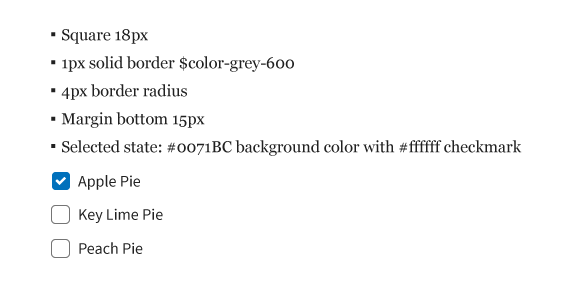 ▪ Square 18px
▪ 1px solid border $color-grey-600
▪ 4px border radius
▪ Margin bottom 15px
▪ Selected state: #0071BC background color with #ffffff checkmark
Apple Pie
Key Lime Pie
Peach Pie